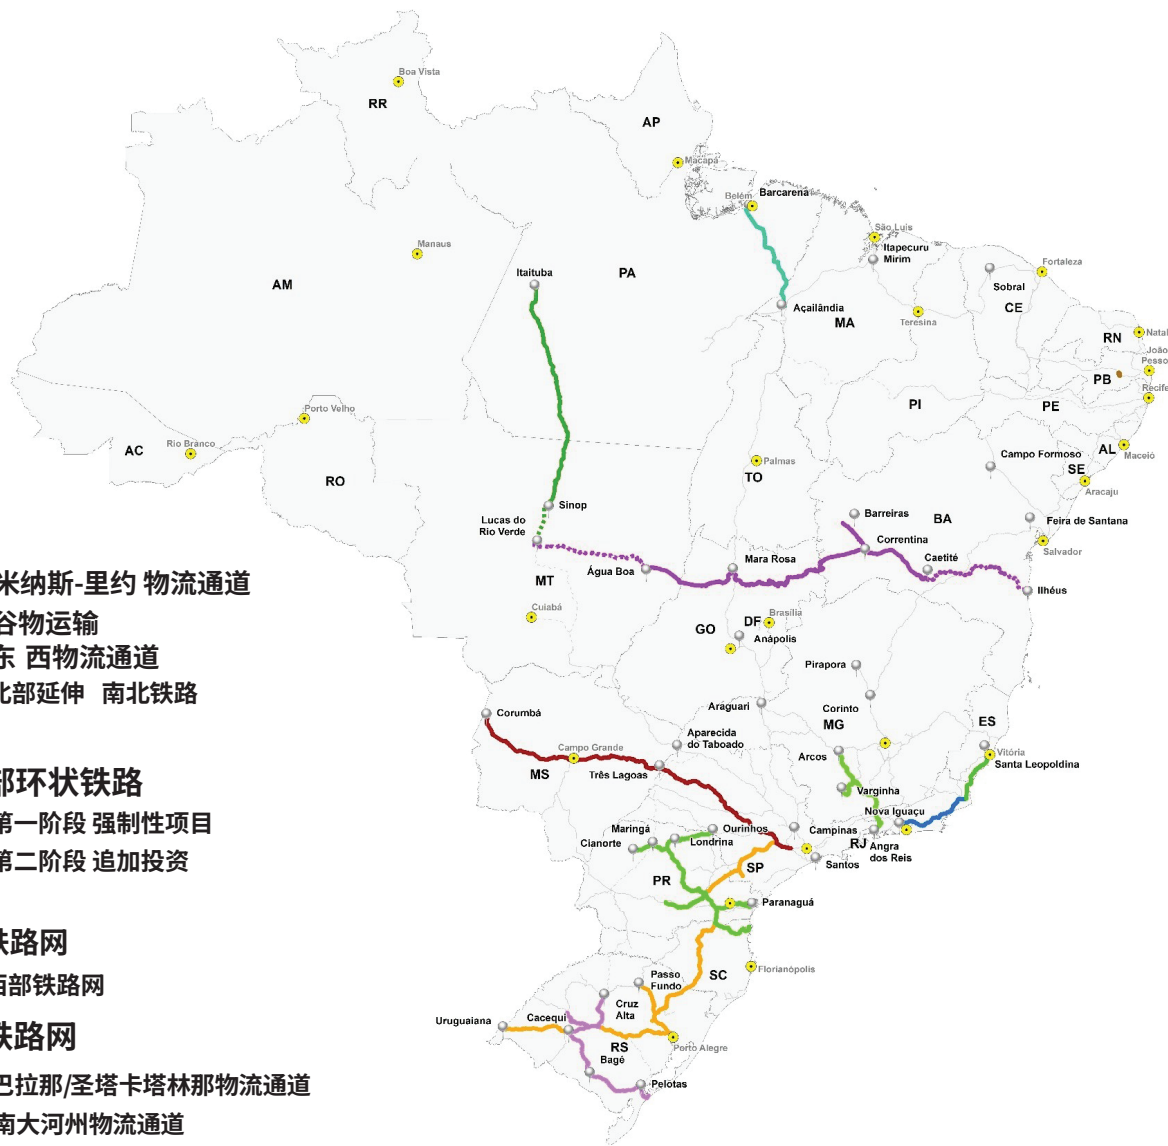 Boa Vista
RR
AP
Macapá
Belém
Barcarena
São Luís
Itapecuru
Mirim
Manaus
Fortaleza
Itaituba
PA
AM
Sobral
CE
Açailândia
MA
Teresina
RN
Natal
João
Pesso
PB
Recife
PI
PE
Porto Velho
AC
Rio Branco
RO
AL
Maceió
Campo Formoso
SE
Palmas
TO
Aracaju
Sinop
Lucas do
Rio Verde
Barreiras
BA
Feira de Santana
Correntina
Salvador
Caetité
Mara Rosa
Água Boa
MT
Ilhéus
米纳斯-里约 物流通道
谷物运输
东 西物流通道
北部延伸 南北铁路
Cuiabá
Brasília
GO
DF
Anápolis
Pirapora
Corinto
Araguari
MG
ES
Corumbá
Aparecida
do Taboado
Campo Grande
Arcos
Vitória
Santa Leopoldina
MS
Três Lagoas
Varginha
部环状铁路
第一阶段 强制性项目
第二阶段 追加投资
Nova Iguaçu
Maringá
Ourinhos
Campinas
Cianorte
Londrina
RJ
Angra
dos Reis
SP
Santos
PR
Paranaguá
铁路网
西部铁路网
铁路网
巴拉那/圣塔卡塔林那物流通道
南大河州物流通道
SC
Florianópolis
Passo
Fundo
Cruz
Alta
Uruguaiana
Cacequi
RS
Porto Alegre
Bagé
Pelotas